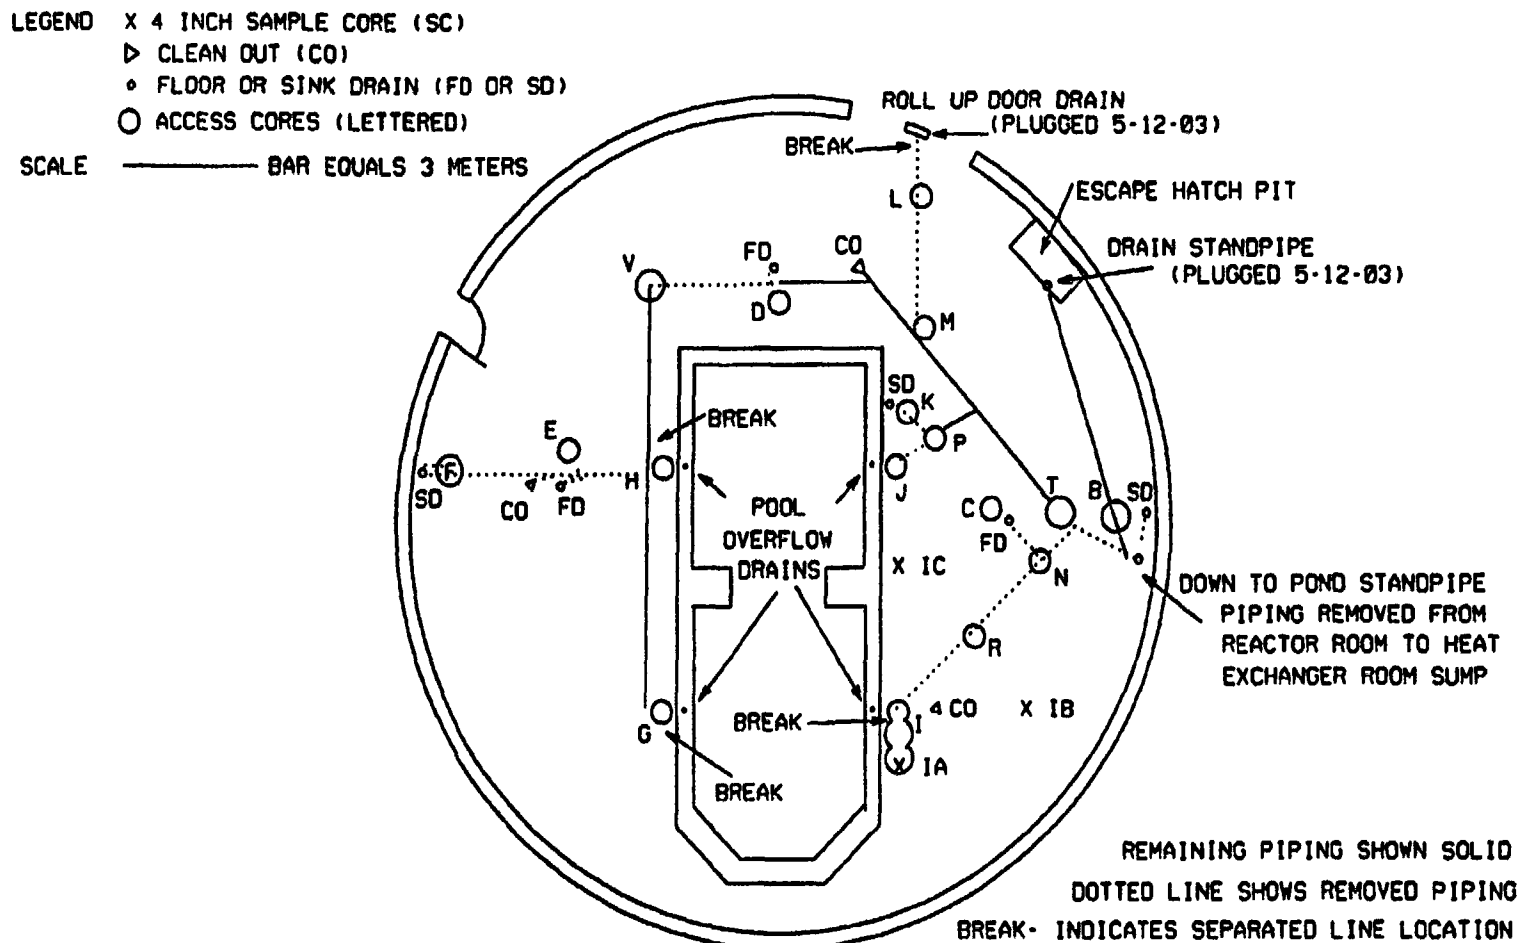 LEGEND X 4 INCH SAMPLE CORE (SC)
CLEAN OUT (CO)
FLOOR OR SINK DRAIN (FD OR SD)
ACCESS CORES (LETTERED)
SCALE BAR EQUALS 3 METERS
ROLL UP DOOR DRAIN
(PLUGGED 5-12-03)
BREAK
L
ESCAPE HATCH PIT
DRAIN STANDPIPE
(PLUGGED 5-12-03)
V
FD
CO
D
M
SD
K
BREAK
P
E
F
SD
CO
FD
H
J
POOL
OVERFLOW
DRAINS
C
FD
T
B
SD
X IC
N
DOWN TO POND STANDPIPE
PIPING REMOVED FROM
REACTOR ROOM TO HEAT
EXCHANGER ROOM SUMP
R
G
BREAK
I
CO
X IB
X IA
BREAK
REMAINING PIPING SHOWN SOLID
DOTTED LINE SHOWS REMOVED PIPING
BREAK- INDICATES SEPARATED LINE LOCATION